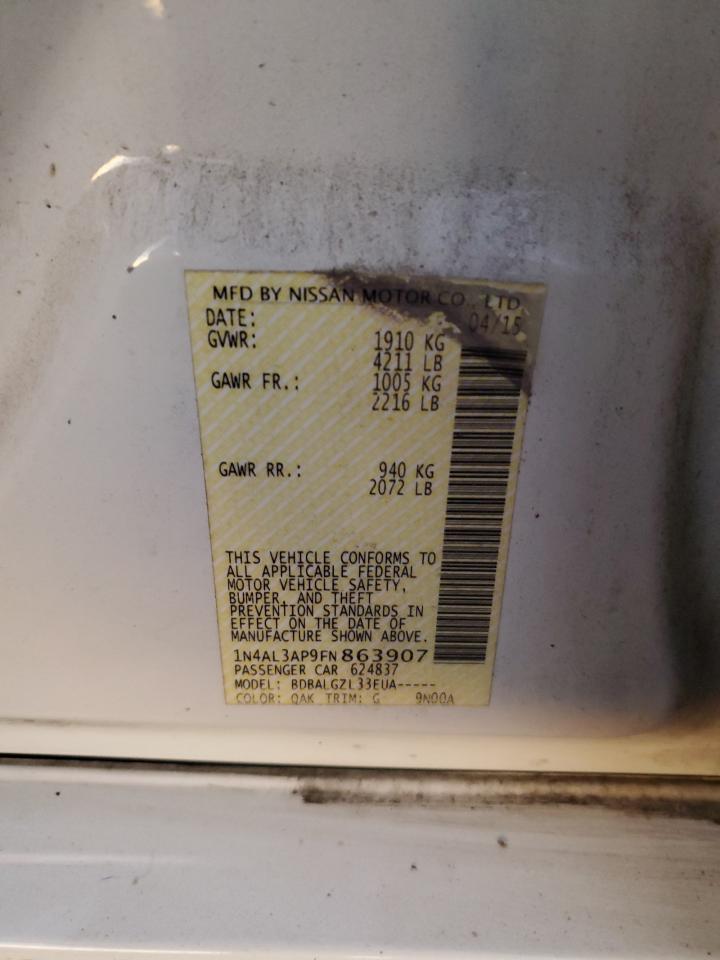 MFD BY NISSAN MOTOR CO., LTD
DATE: 04/15
GVWR: 1910 KG
4211 LB
GAWR FR.: 1005 KG
2216 LB
GAWR RR.: 940 KG
2072 LB
THIS VEHICLE CONFORMS TO
ALL APPLICABLE FEDERAL
MOTOR VEHICLE SAFETY,
BUMPER, AND THEFT
PREVENTION STANDARDS IN
EFFECT ON THE DATE OF
MANUFACTURE SHOWN ABOVE.
1N4AL3AP9FN863907
PASSENGER CAR 624837
MODEL: BDBALGZL33EUA-----
COLOR: QAK TRIM: G 9N00A